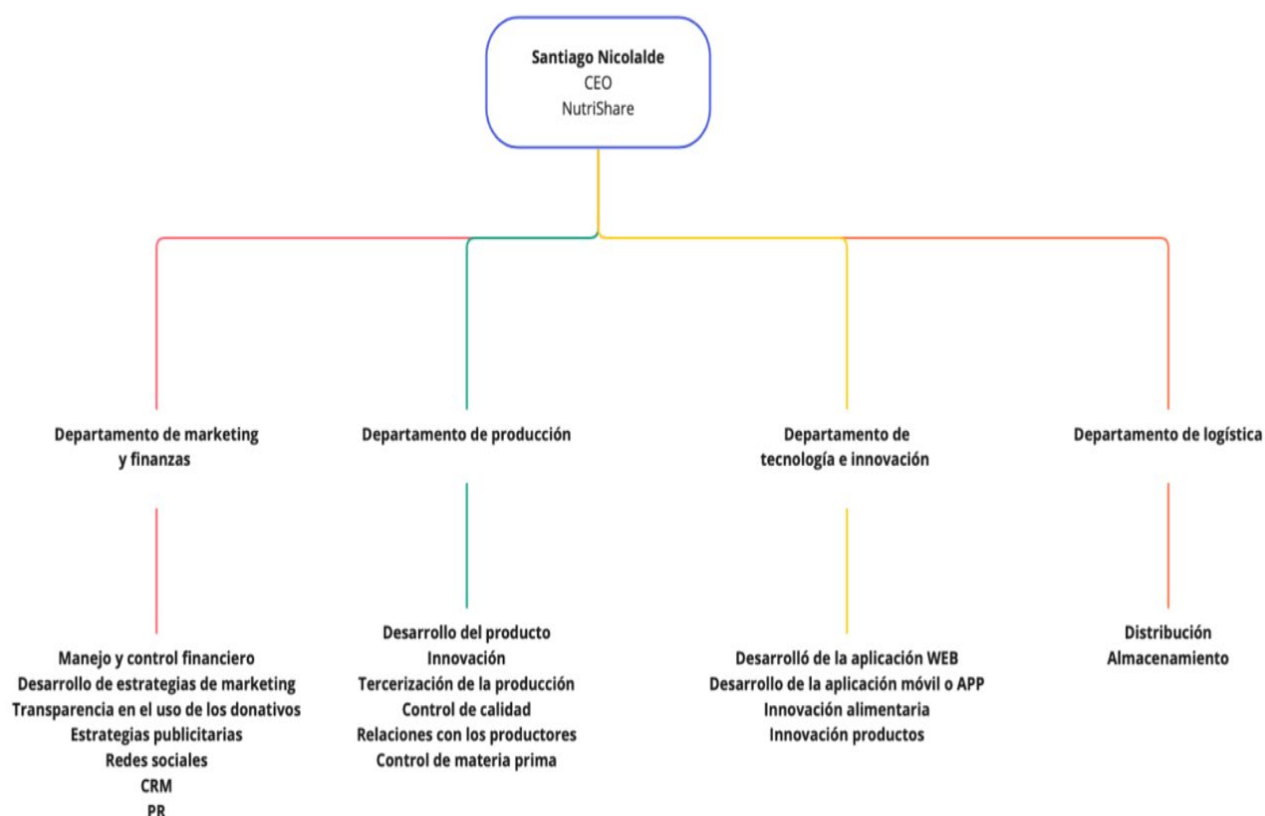 Santiago Nicolalde
CEO
NutriShare
Departamento de marketing
y finanzas
Departamento de producción
Departamento de
tecnología e innovación
Departamento de logística
Manejo y control financiero
Desarrollo de estrategias de marketing
Transparencia en el uso de los donativos
Estrategias publicitarias
Redes sociales
CRM
PR
Desarrollo del producto
Innovación
Tercerización de la producción
Control de calidad
Relaciones con los productores
Control de materia prima
Desarrolló de la aplicación WEB
Desarrollo de la aplicación móvil o APP
Innovación alimentaria
Innovación productos
Distribución
Almacenamiento